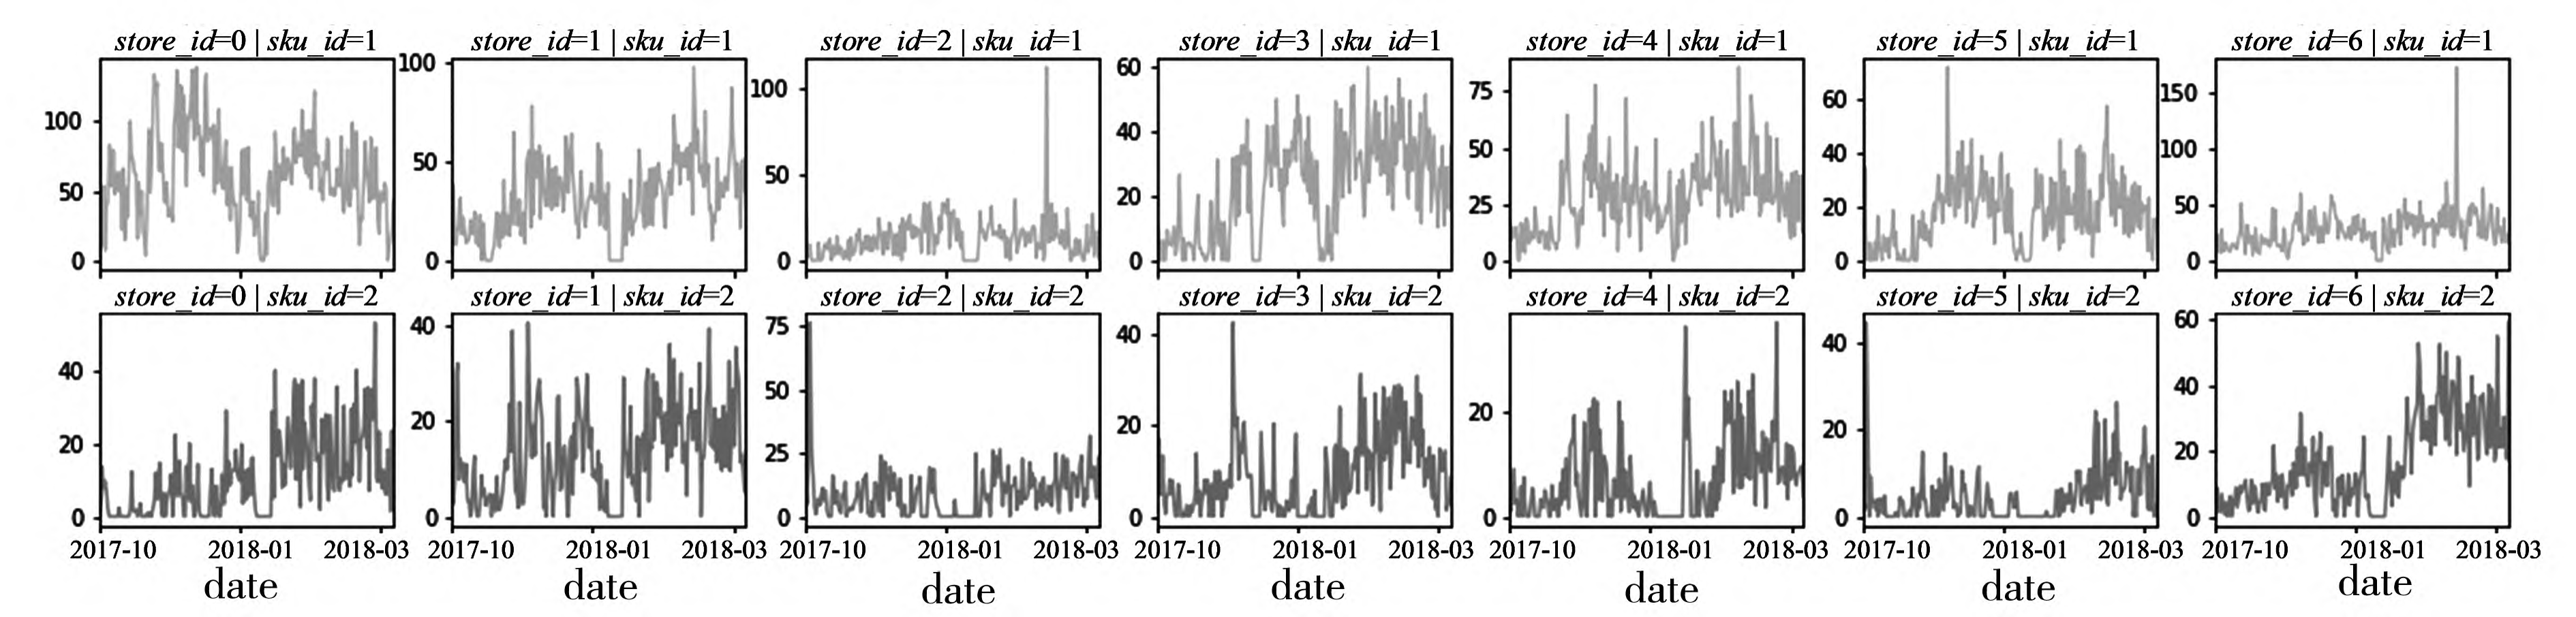 store_id=0 | sku_id=1 store_id=1 | sku_id=1 store_id=2 | sku_id=1 store_id=3 | sku_id=1 store_id=4 | sku_id=1 store_id=5 | sku_id=1 store_id=6 | sku_id=1
100 50 0
100 50 0
100 50 0
60 40 20 0
75 50 25 0
60 40 20 0
150 100 50 0
store_id=0 | sku_id=2 store_id=1 | sku_id=2 store_id=2 | sku_id=2 store_id=3 | sku_id=2 store_id=4 | sku_id=2 store_id=5 | sku_id=2 store_id=6 | sku_id=2
40 20 0
40 20 0
75 50 25 0
40 20 0
20 0
40 20 0
60 40 20 0
2017-10 2018-01 2018-03 2017-10 2018-01 2018-03 2017-10 2018-01 2018-03 2017-10 2018-01 2018-03 2017-10 2018-01 2018-03 2017-10 2018-01 2018-03 2017-10 2018-01 2018-03
date date date date date date date